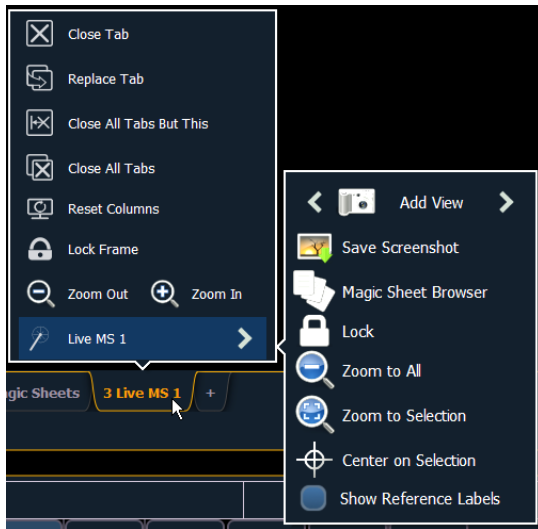 Close Tab
Replace Tab
Close All Tabs But This
Close All Tabs
Reset Columns
Lock Frame
Zoom Out Zoom In
Live MS 1
agic Sheets 3 Live MS 1 +
Add View
Save Screenshot
Magic Sheet Browser
Lock
Zoom to All
Zoom to Selection
Center on Selection
Show Reference Labels